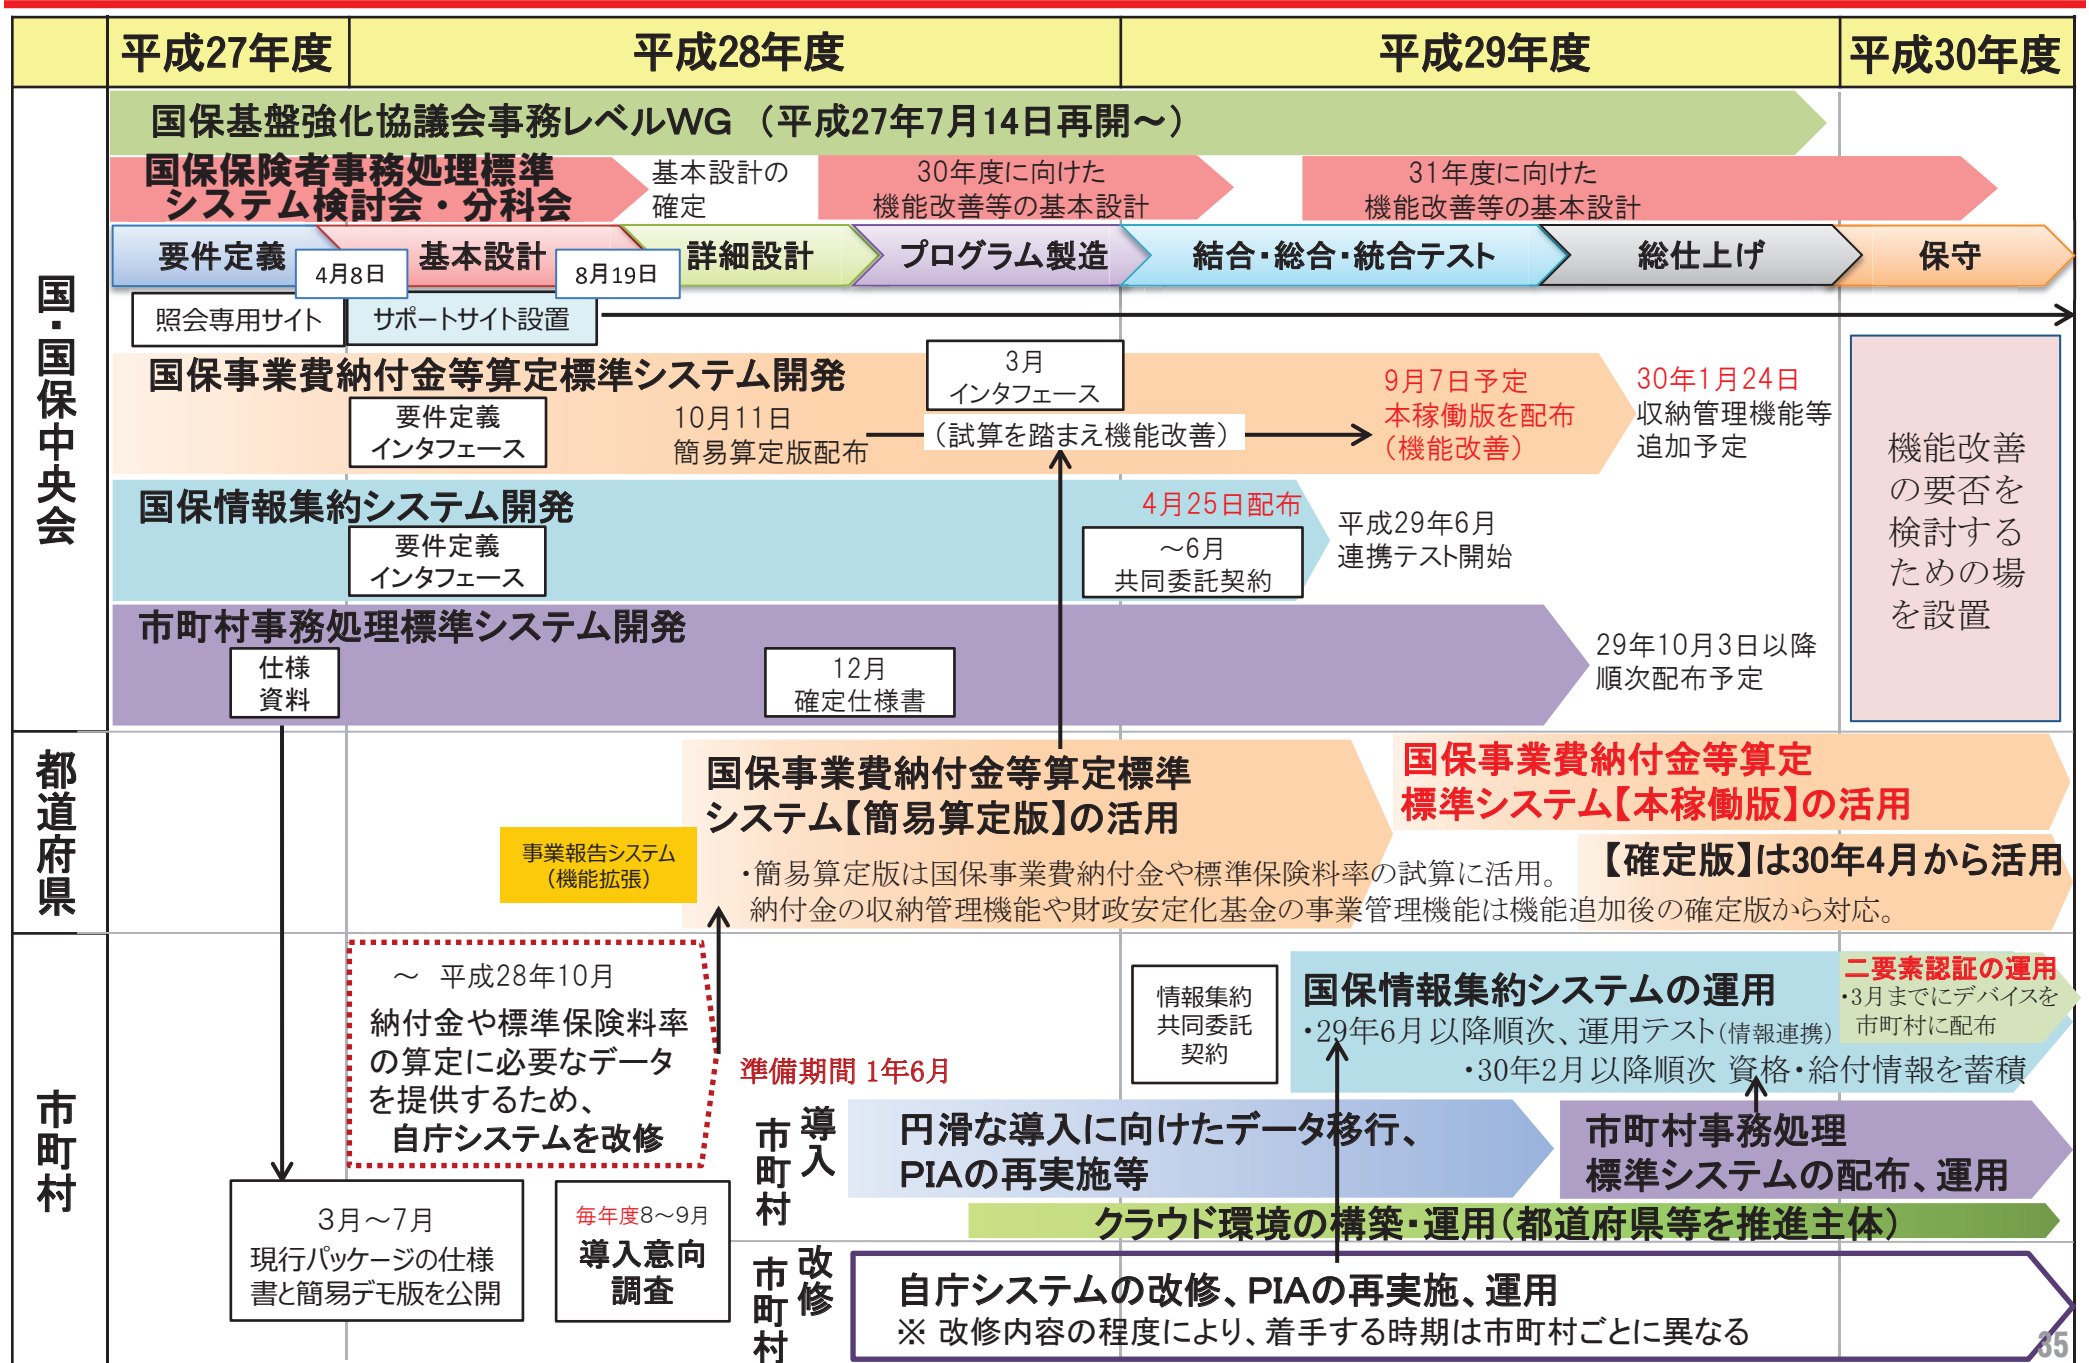 平成27年度
平成28年度
平成29年度
平成30年度
国・国保中央会
国保基盤強化協議会事務レベルWG （平成27年7月14日再開～）
国保保険者事務処理標準
システム検討会・分科会
基本設計の
確定
30年度に向けた
機能改善等の基本設計
31年度に向けた
機能改善等の基本設計
要件定義
4月8日
基本設計
8月19日
詳細設計
プログラム製造
結合・総合・統合テスト
総仕上げ
保守
照会専用サイト
サポートサイト設置
国保事業費納付金等算定標準システム開発
要件定義
インタフェース
10月11日
簡易算定版配布
3月
インタフェース
（試算を踏まえ機能改善）
9月7日予定
本稼働版を配布
（機能改善）
30年1月24日
収納管理機能等
追加予定
機能改善
の要否を
検討する
ための場
を設置
国保情報集約システム開発
要件定義
インタフェース
4月25日配布
～6月
共同委託契約
平成29年6月
連携テスト開始
市町村事務処理標準システム開発
仕様
資料
12月
確定仕様書
29年10月3日以降
順次配布予定
都道府県
事業報告システム
（機能拡張）
国保事業費納付金等算定標準
システム【簡易算定版】の活用
・簡易算定版は国保事業費納付金や標準保険料率の試算に活用。
納付金の収納管理機能や財政安定化基金の事業管理機能は機能追加後の確定版から対応。
国保事業費納付金等算定
標準システム【本稼働版】の活用
【確定版】は30年4月から活用
市町村
～ 平成28年10月
納付金や標準保険料率
の算定に必要なデータ
を提供するため、
自庁システムを改修
準備期間 1年6月
情報集約
共同委託
契約
国保情報集約システムの運用
・29年6月以降順次、運用テスト（情報連携）
・30年2月以降順次 資格・給付情報を蓄積
二要素認証の運用
・3月までにデバイスを
市町村に配布
導入
市町村
円滑な導入に向けたデータ移行、
PIAの再実施等
市町村事務処理
標準システムの配布、運用
クラウド環境の構築・運用（都道府県等を推進主体）
3月～7月
現行パッケージの仕様
書と簡易デモ版を公開
毎年度8～9月
導入意向
調査
改修
市町村
自庁システムの改修、PIAの再実施、運用
※ 改修内容の程度により、着手する時期は市町村ごとに異なる
35